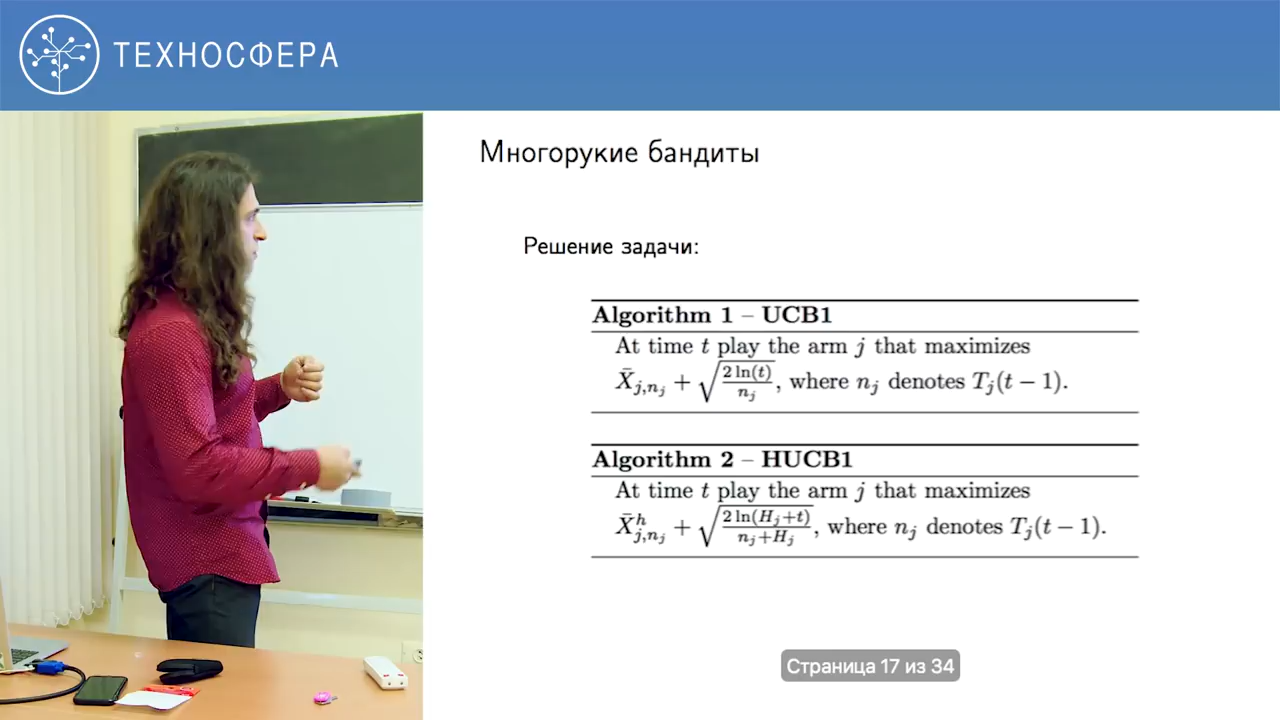 ТЕХНОСФЕРА
Многорукие бандиты
Решение задачи:
Algorithm 1 – UCB1
At time t play the arm j that maximizes
X̄_{j,n_j} + √(2 ln(t) / n_j), where n_j denotes T_j(t − 1).
Algorithm 2 – HUCB1
At time t play the arm j that maximizes
X̄^h_{j,n_j} + √(2 ln(H_j+t) / (n_j+H_j)), where n_j denotes T_j(t − 1).
Страница 17 из 34